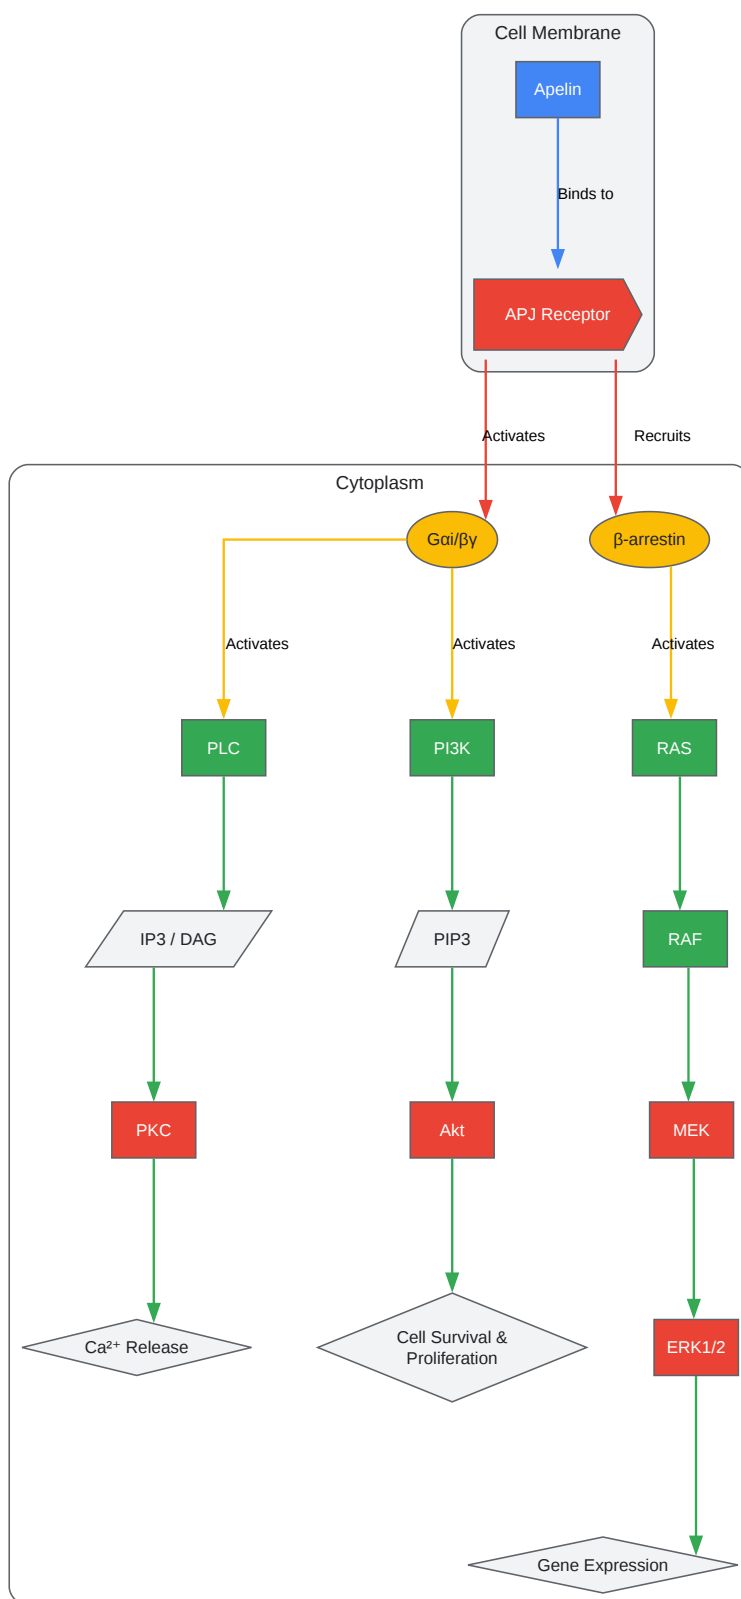 Cell Membrane
Apelin
Binds to
APJ Receptor
Activates
Recruits
Cytoplasm
Gαi/βγ
β-arrestin
Activates
Activates
Activates
PLC
PI3K
RAS
IP3 / DAG
PIP3
RAF
PKC
Akt
MEK
Ca²⁺ Release
Cell Survival &
Proliferation
ERK1/2
Gene Expression